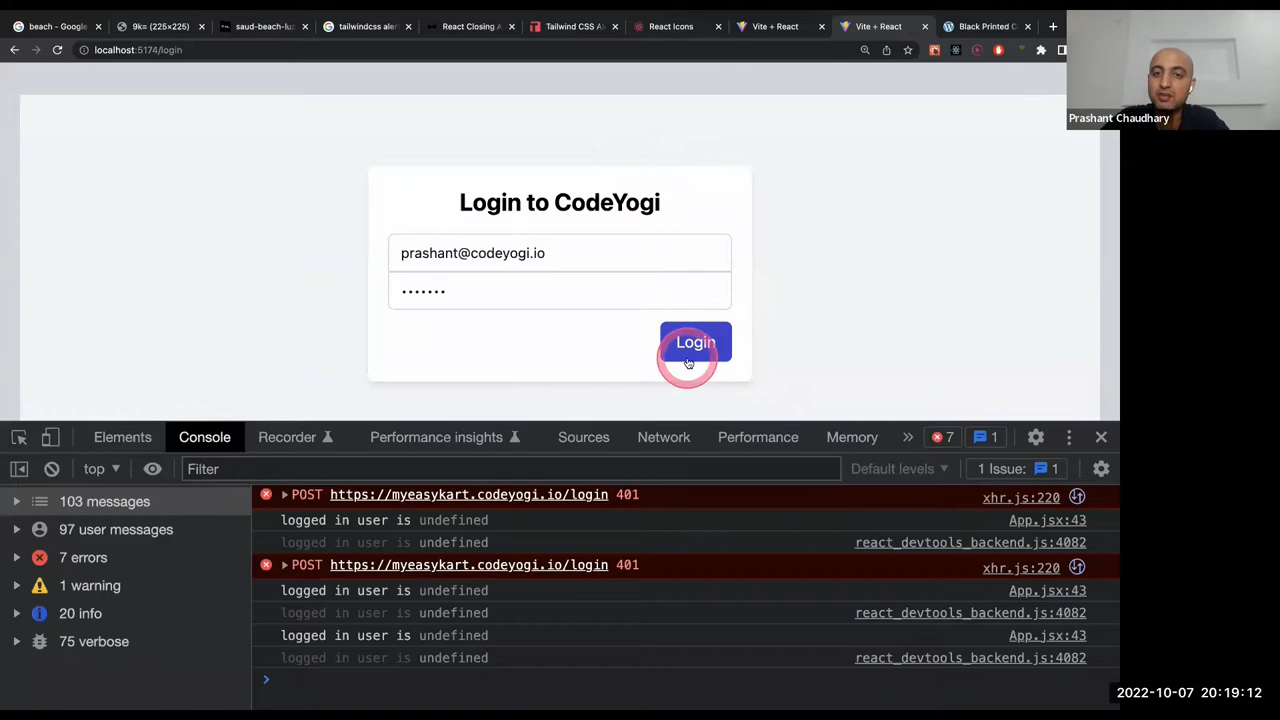 beach - Google
9k= (225×225)
saud-beach-luz
tailwindcss alert
React Closing A
Tailwind CSS Al
React Icons
Vite + React
Vite + React
Black Printed C
localhost:5174/login
Prashant Chaudhary
Login to CodeYogi
prashant@codeyogi.io
•••••••
Login
Elements
Console
Recorder
Performance insights
Sources
Network
Performance
Memory
»
7
1
top
Filter
Default levels
1 Issue:
1
103 messages
97 user messages
7 errors
1 warning
20 info
75 verbose
POST https://myeasykart.codeyogi.io/login 401 xhr.js:220
logged in user is undefined App.jsx:43
logged in user is undefined react_devtools_backend.js:4082
POST https://myeasykart.codeyogi.io/login 401 xhr.js:220
logged in user is undefined App.jsx:43
logged in user is undefined react_devtools_backend.js:4082
logged in user is undefined App.jsx:43
logged in user is undefined react_devtools_backend.js:4082
>
2022-10-07 20:19:12